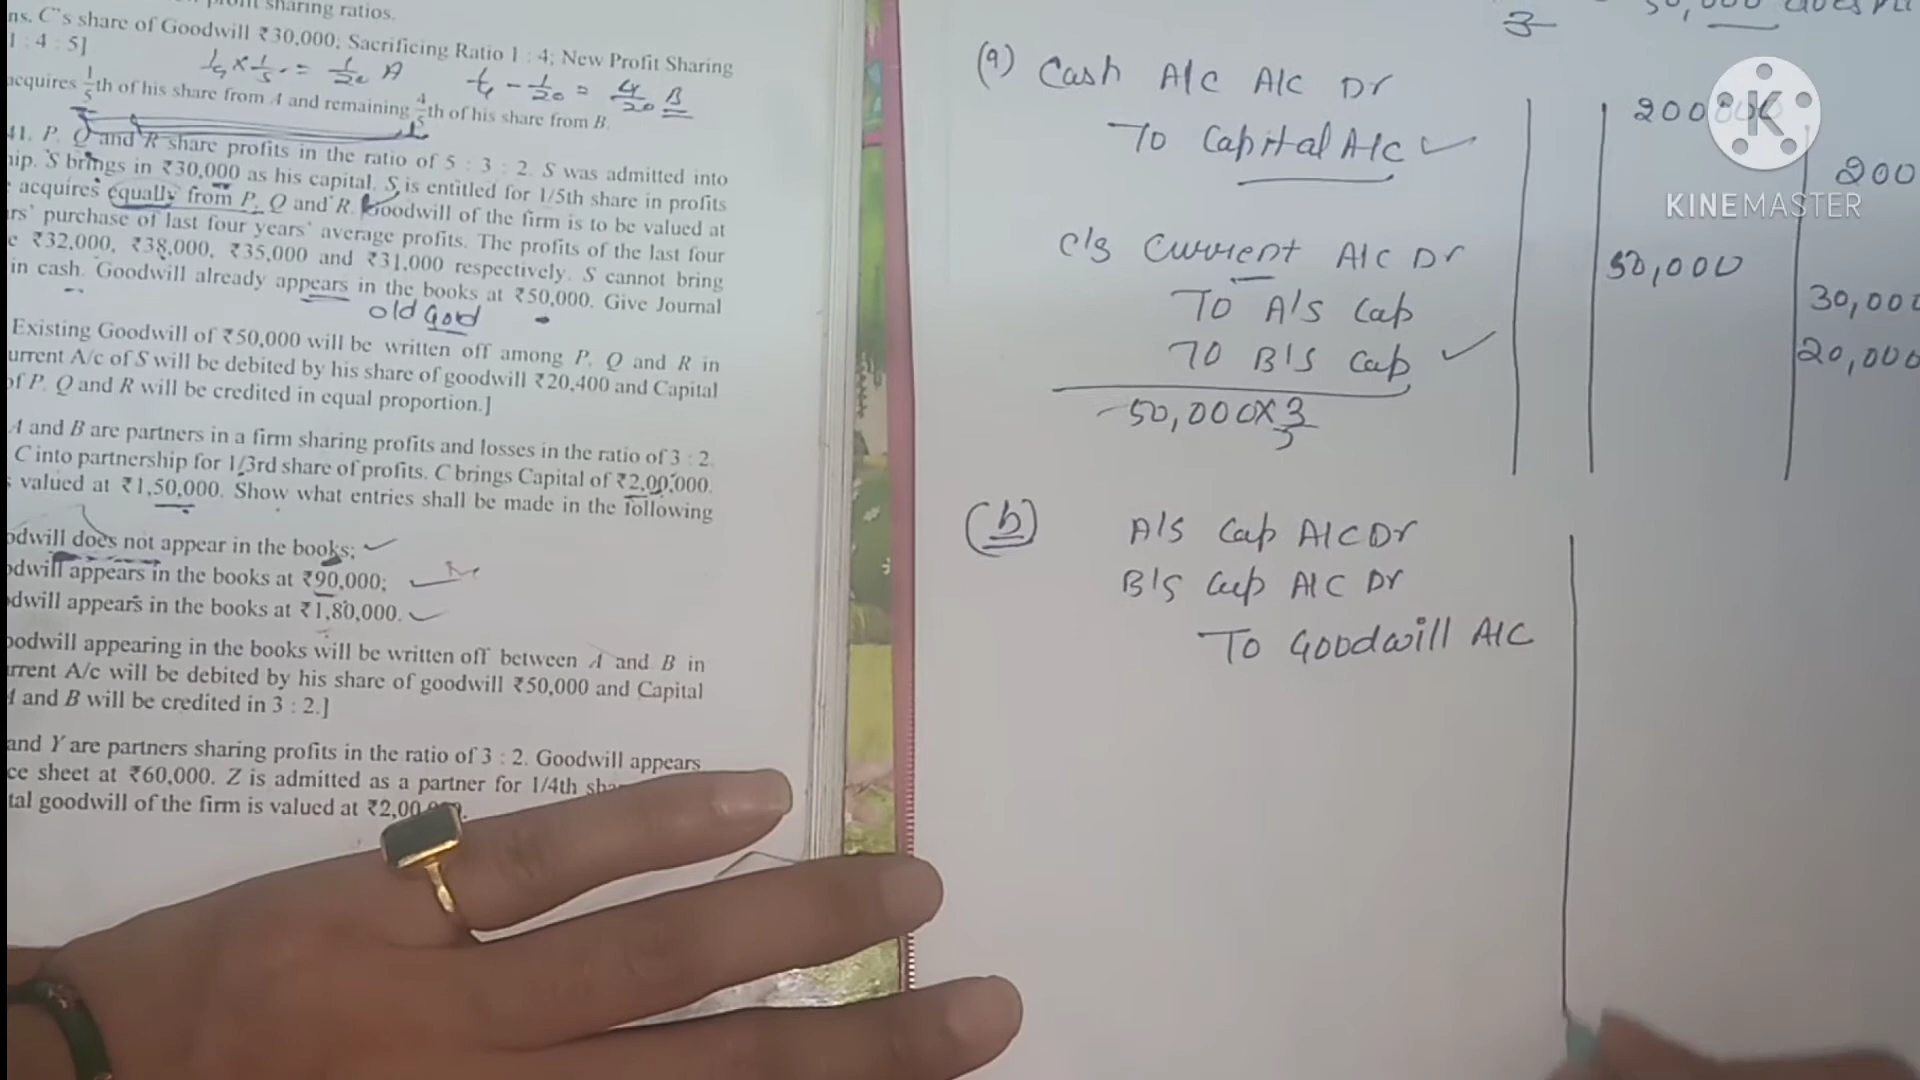 sharing ratios.
ns. C's share of Goodwill ₹30,000; Sacrificing Ratio 1 : 4; New Profit Sharing
1 : 4 : 5]
1/4 × 1/5 = 1/20 A 1/4 - 1/20 = 4/20 B
acquires 1/5th of his share from A and remaining 4/5th of his share from B.
41. P, Q and R share profits in the ratio of 5 : 3 : 2. S was admitted into
ip. S brings in ₹30,000 as his capital. S is entitled for 1/5th share in profits
acquires equally from P, Q and R. Goodwill of the firm is to be valued at
rs' purchase of last four years' average profits. The profits of the last four
e ₹32,000, ₹38,000, ₹35,000 and ₹31,000 respectively. S cannot bring
in cash. Goodwill already appears in the books at ₹50,000. Give Journal
old Good
Existing Goodwill of ₹50,000 will be written off among P, Q and R in
urrent A/c of S will be debited by his share of goodwill ₹20,400 and Capital
of P, Q and R will be credited in equal proportion.]
A and B are partners in a firm sharing profits and losses in the ratio of 3 : 2.
C into partnership for 1/3rd share of profits. C brings Capital of ₹2,00,000.
valued at ₹1,50,000. Show what entries shall be made in the following
odwill does not appear in the books;
odwill appears in the books at ₹90,000;
odwill appears in the books at ₹1,80,000.
oodwill appearing in the books will be written off between A and B in
rrent A/c will be debited by his share of goodwill ₹50,000 and Capital
A and B will be credited in 3 : 2.]
and Y are partners sharing profits in the ratio of 3 : 2. Goodwill appears
ce sheet at ₹60,000. Z is admitted as a partner for 1/4th
tal goodwill of the firm is valued at ₹2,00
3
(a) Cash A/c A/c Dr
To Capital A/c
200
C's Current A/c Dr 50,000
To A's Cap 30,000
To B's Cap 20,000
50,000 × 3/5
(b) A's Cap A/C Dr
B's Cap A/C Dr
To Goodwill A/C
K
KINEMASTER